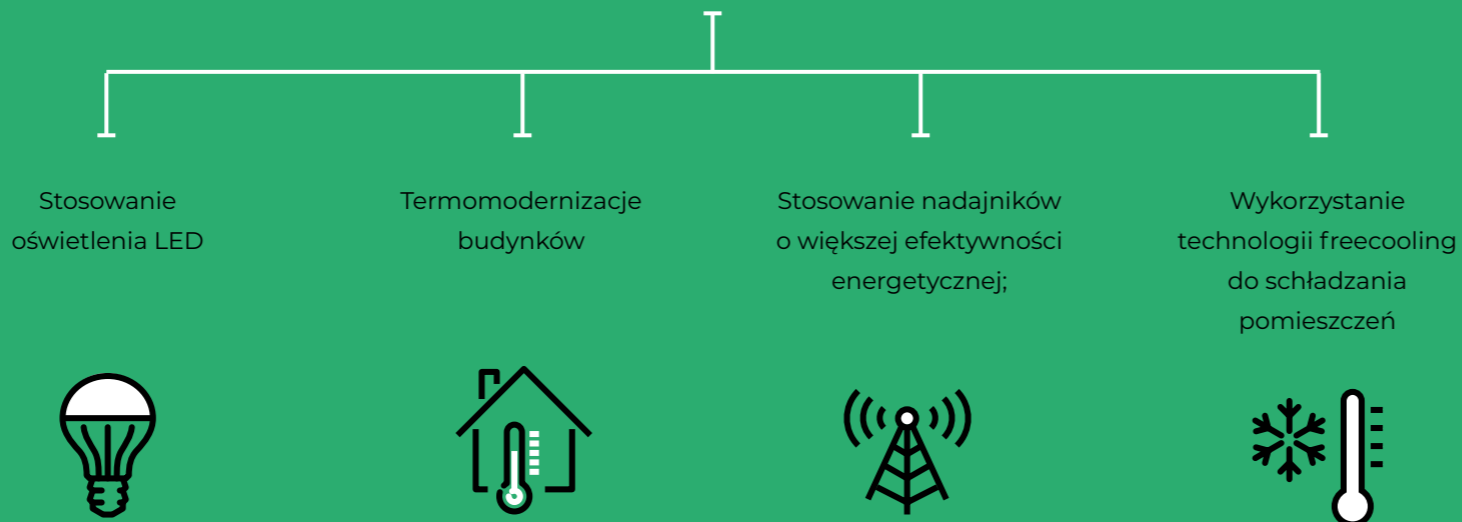 Stosowanie
oświetlenia LED
Termomodernizacje
budynków
Stosowanie nadajników
o większej efektywności
energetycznej;
Wykorzystanie
technologii freecooling
do schładzania
pomieszczeń